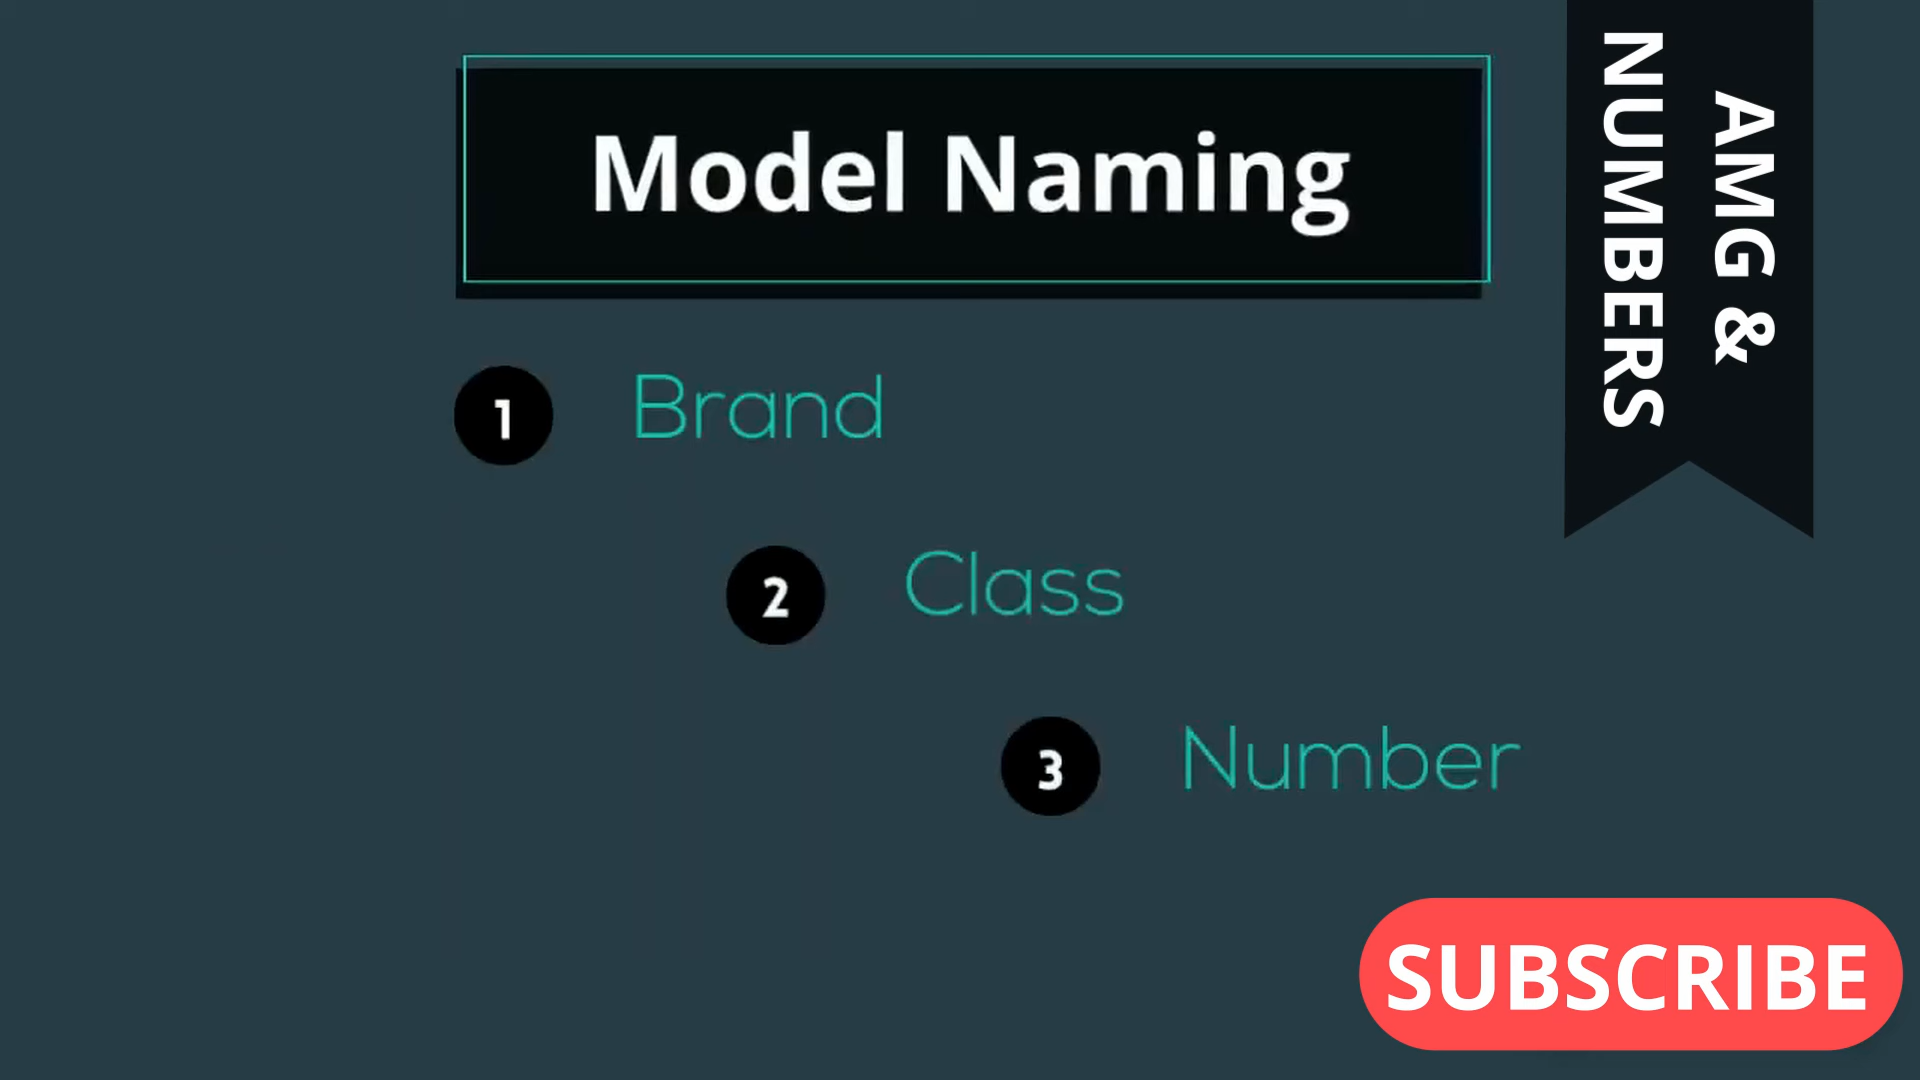 Model Naming
1 Brand
2 Class
3 Number
AMG &
NUMBERS
SUBSCRIBE